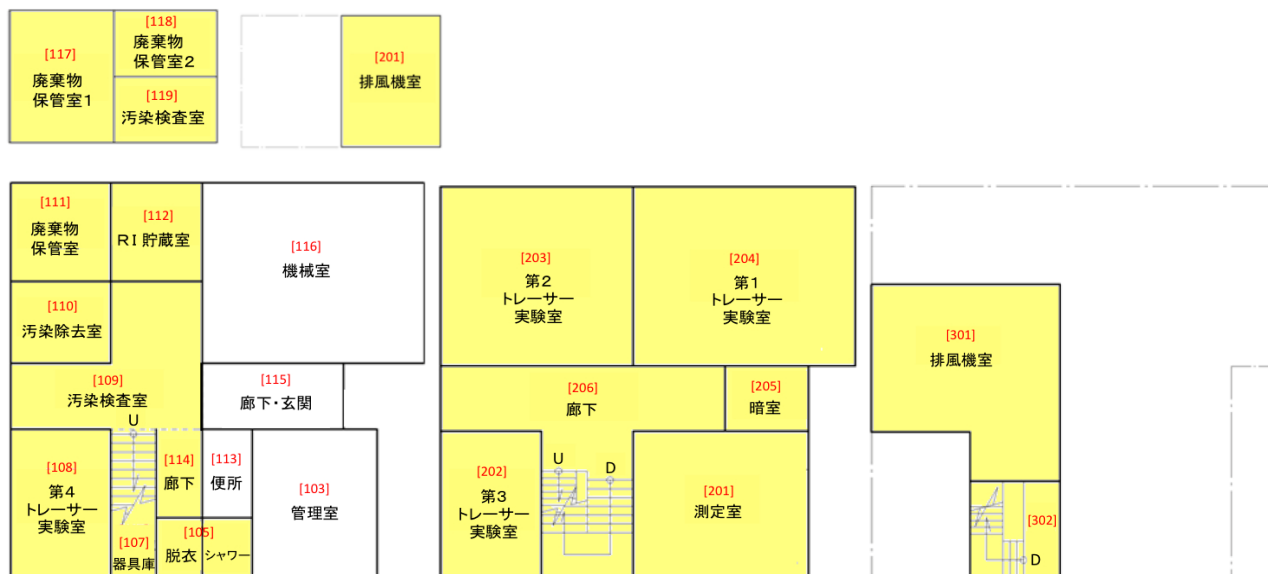 [117]
廃棄物
保管室1
[118]
廃棄物
保管室2
[119]
汚染検査室
[201]
排風機室
[111]
廃棄物
保管室
[112]
RI貯蔵室
[116]
機械室
[110]
汚染除去室
[109]
汚染検査室
[115]
廊下・玄関
U
[108]
第4
トレーサー
実験室
[114]
廊下
[113]
便所
[103]
管理室
[107]
器具庫
[105]
脱衣
シャワー
[203]
第2
トレーサー
実験室
[204]
第1
トレーサー
実験室
[206]
廊下
[205]
暗室
[202]
第3
トレーサー
実験室
U
D
[201]
測定室
[301]
排風機室
[302]
D